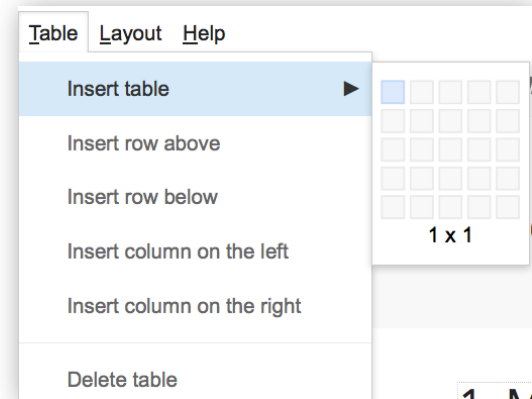 Table Layout Help
Insert table
Insert row above
Insert row below
Insert column on the left
Insert column on the right
Delete table
1 x 1